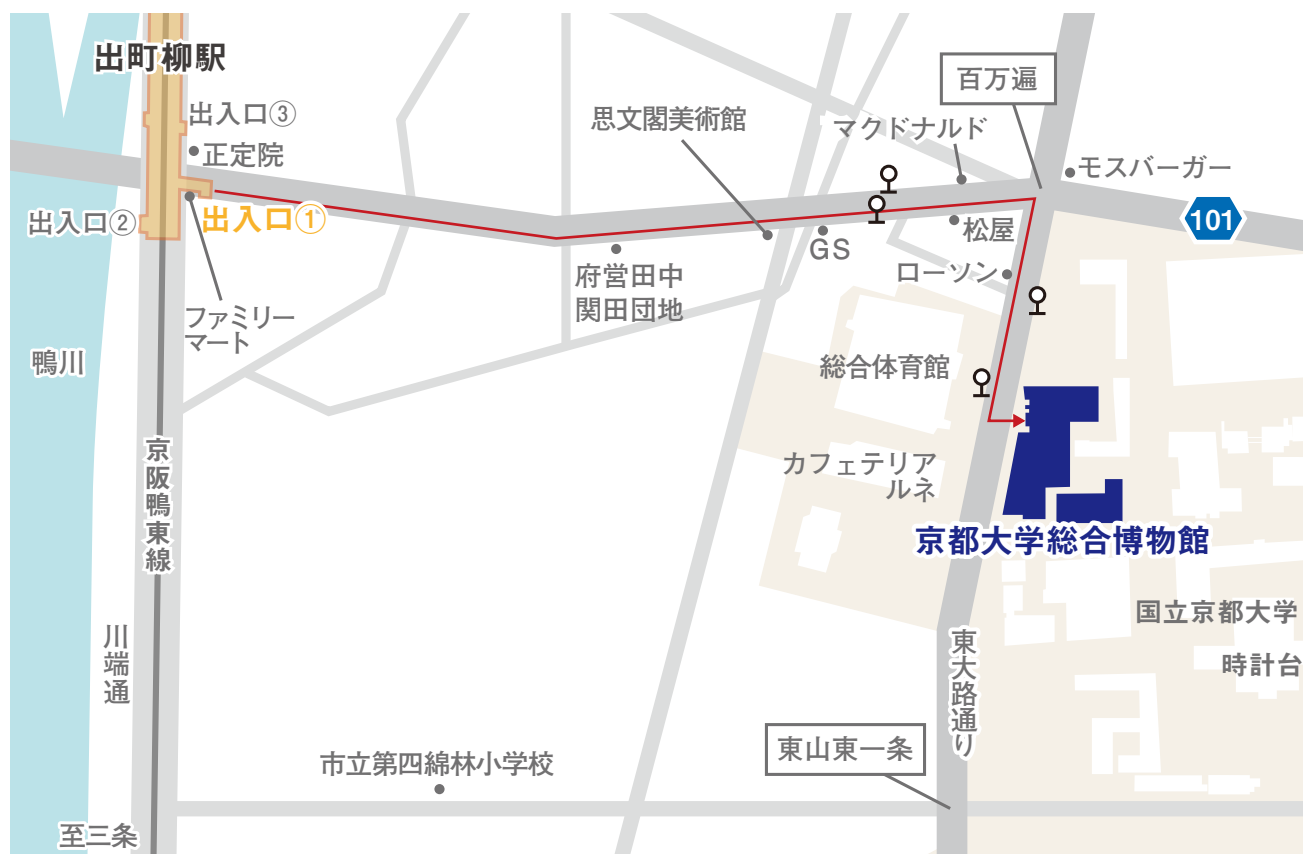 出町柳駅
出入口③
正定院
出入口②
出入口①
ファミリー
マート
鴨川
京阪鴨東線
川端通
至三条
思文閣美術館
マクドナルド
百万遍
モスバーガー
101
松屋
GS
ローソン
府営田中
関田団地
総合体育館
カフェテリア
ルネ
京都大学総合博物館
国立京都大学
時計台
東大路通り
東山東一条
市立第四綿林小学校